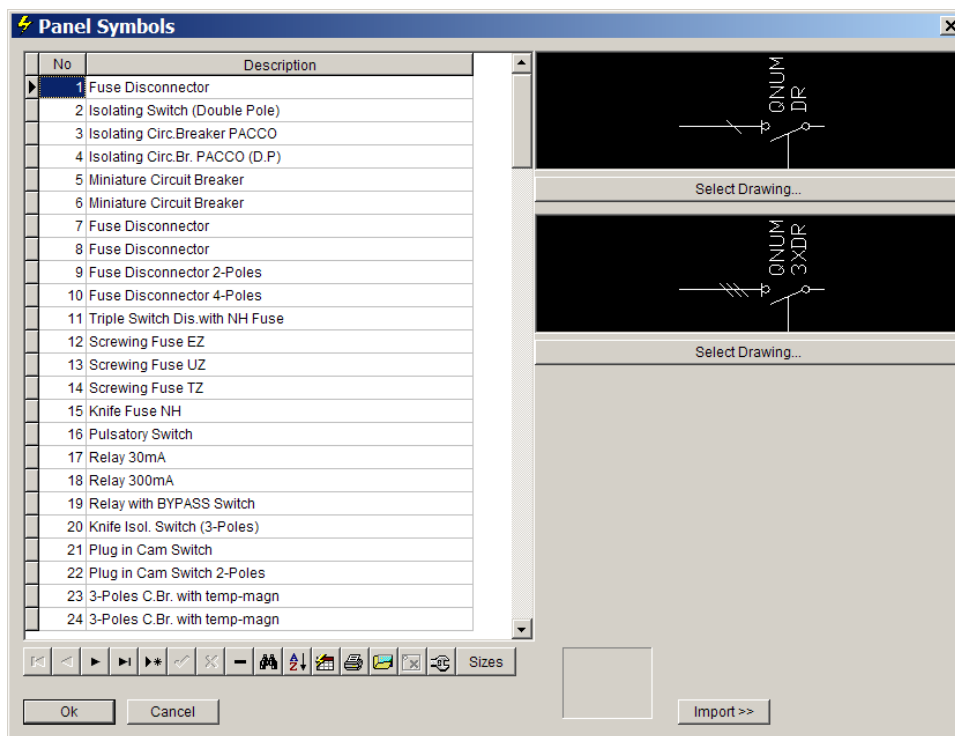 Panel Symbols
No Description
1 Fuse Disconnector
2 Isolating Switch (Double Pole)
3 Isolating Circ.Breaker PACCO
4 Isolating Circ.Br. PACCO (D.P)
5 Miniature Circuit Breaker
6 Miniature Circuit Breaker
7 Fuse Disconnector
8 Fuse Disconnector
9 Fuse Disconnector 2-Poles
10 Fuse Disconnector 4-Poles
11 Triple Switch Dis.with NH Fuse
12 Screwing Fuse EZ
13 Screwing Fuse UZ
14 Screwing Fuse TZ
15 Knife Fuse NH
16 Pulsatory Switch
17 Relay 30mA
18 Relay 300mA
19 Relay with BYPASS Switch
20 Knife Isol. Switch (3-Poles)
21 Plug in Cam Switch
22 Plug in Cam Switch 2-Poles
23 3-Poles C.Br. with temp-magn
24 3-Poles C.Br. with temp-magn
QNUM
DR
Select Drawing...
QNUM
3XDR
Select Drawing...
Sizes
Ok
Cancel
Import >>